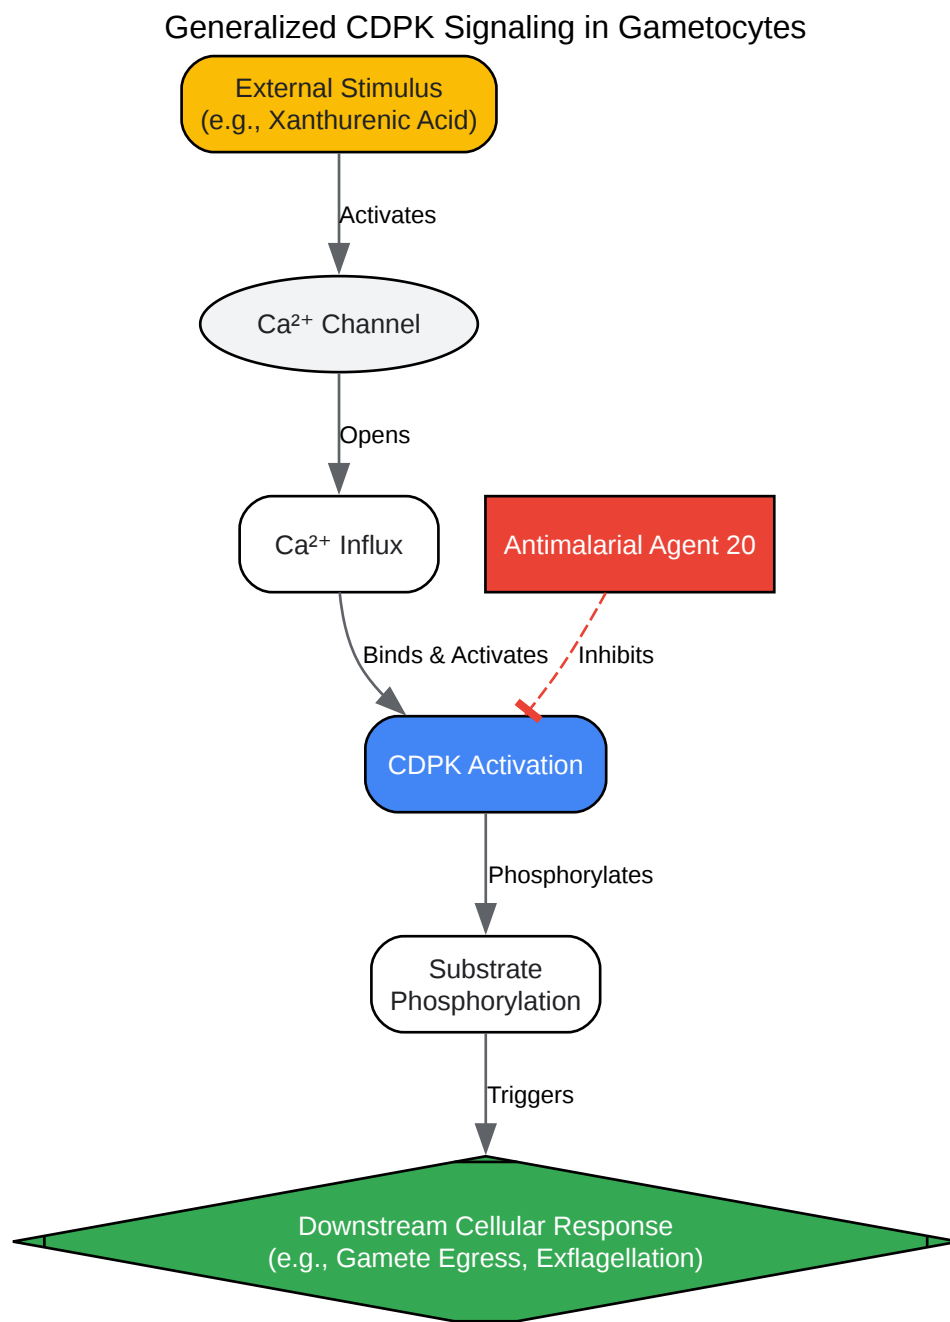 Generalized CDPK Signaling in Gametocytes
External Stimulus
(e.g., Xanthurenic Acid)
Activates
Ca²⁺ Channel
Opens
Ca²⁺ Influx
Antimalarial Agent 20
Binds & Activates
Inhibits
CDPK Activation
Phosphorylates
Substrate
Phosphorylation
Triggers
Downstream Cellular Response
(e.g., Gamete Egress, Exflagellation)